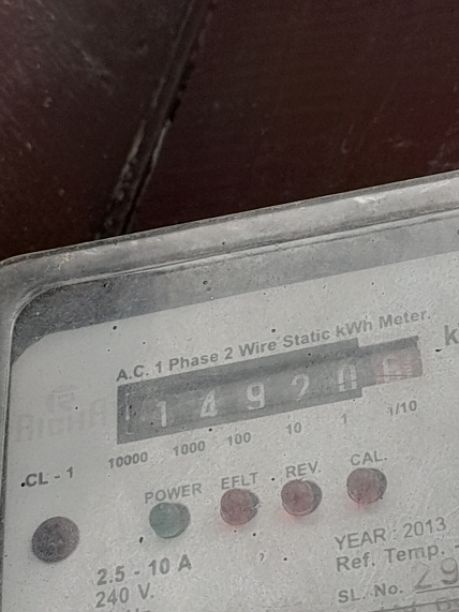 A.C. 1 Phase 2 Wire Static kWh Meter.
k
1 4 9 2 0
10000 1000 100 10 1 1/10
CL - 1
POWER EFLT REV. CAL.
2.5 - 10 A
240 V.
YEAR : 2013
Ref. Temp.
SL. No. 29